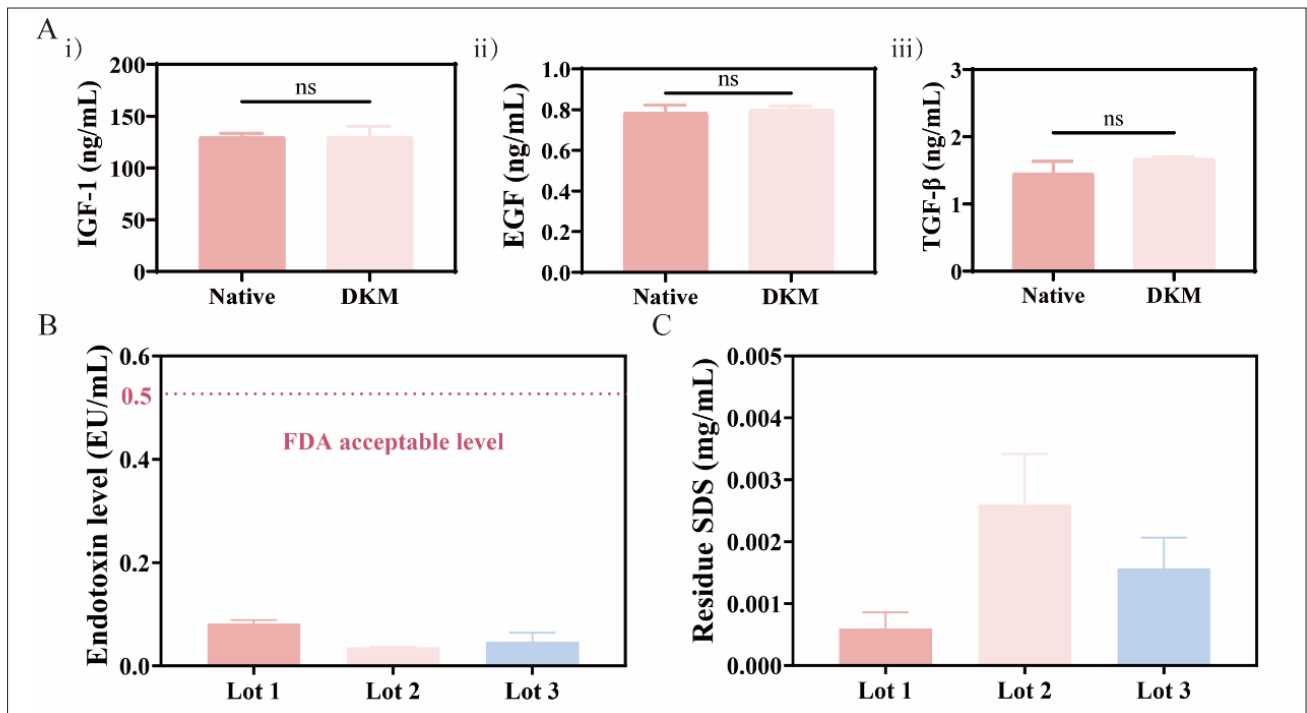 A
i)
IGF-1 (ng/mL)
200
150
100
50
0
ns
Native DKM
ii)
EGF (ng/mL)
1.0
0.8
0.6
0.4
0.2
0.0
ns
Native DKM
iii)
TGF-β (ng/mL)
3
2
1
0
ns
Native DKM
B
Endotoxin level (EU/mL)
0.6
0.5
0.4
0.2
0.0
FDA acceptable level
Lot 1 Lot 2 Lot 3
C
Residue SDS (mg/mL)
0.005
0.004
0.003
0.002
0.001
0.000
Lot 1 Lot 2 Lot 3